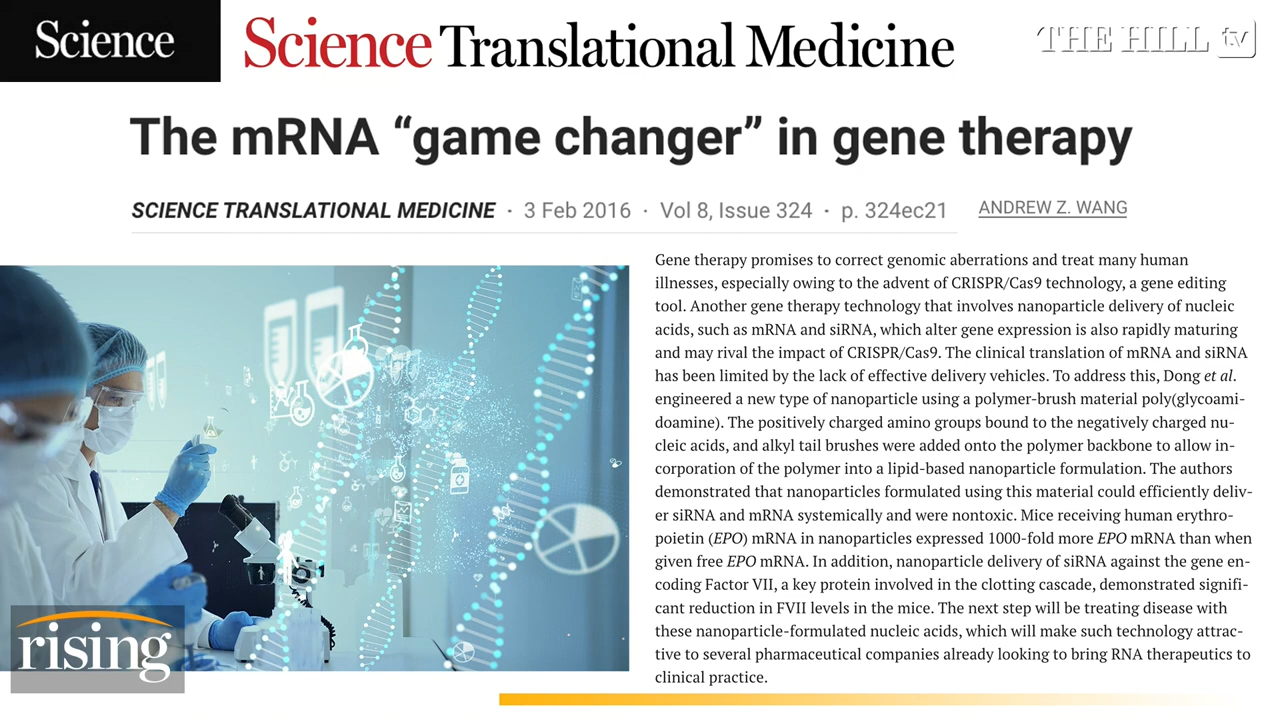 Science
Science Translational Medicine
THE HILL tv
The mRNA “game changer” in gene therapy
SCIENCE TRANSLATIONAL MEDICINE · 3 Feb 2016 · Vol 8, Issue 324 · p. 324ec21
ANDREW Z. WANG
Gene therapy promises to correct genomic aberrations and treat many human
illnesses, especially owing to the advent of CRISPR/Cas9 technology, a gene editing
tool. Another gene therapy technology that involves nanoparticle delivery of nucleic
acids, such as mRNA and siRNA, which alter gene expression is also rapidly maturing
and may rival the impact of CRISPR/Cas9. The clinical translation of mRNA and siRNA
has been limited by the lack of effective delivery vehicles. To address this, Dong et al.
engineered a new type of nanoparticle using a polymer-brush material poly(glycoami-
doamine). The positively charged amino groups bound to the negatively charged nu-
cleic acids, and alkyl tail brushes were added onto the polymer backbone to allow in-
corporation of the polymer into a lipid-based nanoparticle formulation. The authors
demonstrated that nanoparticles formulated using this material could efficiently deliv-
er siRNA and mRNA systemically and were nontoxic. Mice receiving human erythro-
poietin (EPO) mRNA in nanoparticles expressed 1000-fold more EPO mRNA than when
given free EPO mRNA. In addition, nanoparticle delivery of siRNA against the gene en-
coding Factor VII, a key protein involved in the clotting cascade, demonstrated signifi-
cant reduction in FVII levels in the mice. The next step will be treating disease with
these nanoparticle-formulated nucleic acids, which will make such technology attrac-
tive to several pharmaceutical companies already looking to bring RNA therapeutics to
clinical practice.
rising